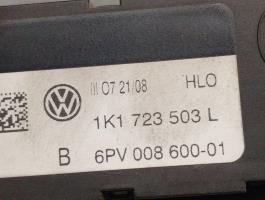 /// 07 21/08 HLO
1K1 723 503 L
B 6PV 008 600-01